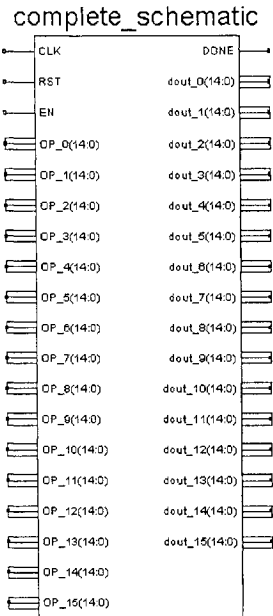 complete_schematic
CLK DONE
RST dout_0(14:0)
EN dout_1(14:0)
OP_0(14:0) dout_2(14:0)
OP_1(14:0) dout_3(14:0)
OP_2(14:0) dout_4(14:0)
OP_3(14:0) dout_5(14:0)
OP_4(14:0) dout_6(14:0)
OP_5(14:0) dout_7(14:0)
OP_6(14:0) dout_8(14:0)
OP_7(14:0) dout_9(14:0)
OP_8(14:0) dout_10(14:0)
OP_9(14:0) dout_11(14:0)
OP_10(14:0) dout_12(14:0)
OP_11(14:0) dout_13(14:0)
OP_12(14:0) dout_14(14:0)
OP_13(14:0) dout_15(14:0)
OP_14(14:0)
OP_15(14:0)